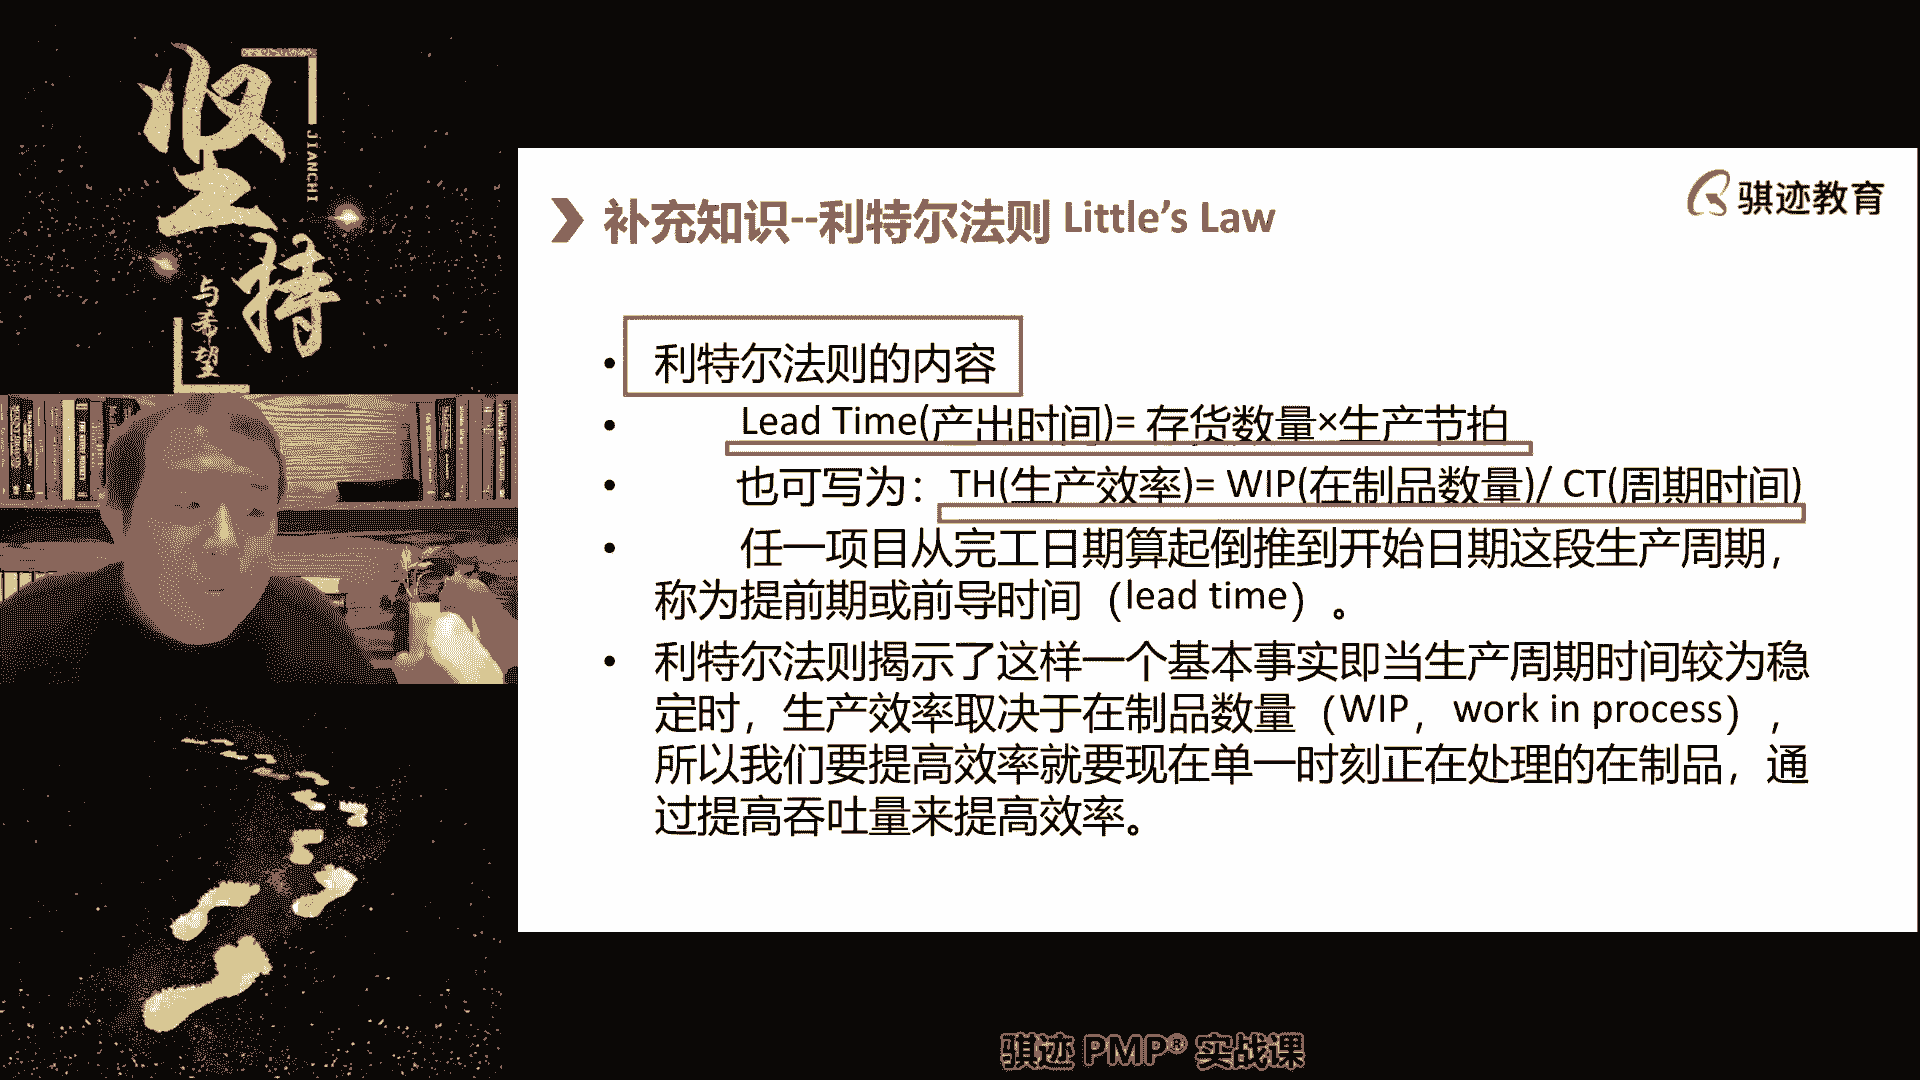 坚持
JIANCHI
与希望
骐迹教育
补充知识--利特尔法则 Little's Law
• 利特尔法则的内容
• Lead Time(产出时间)= 存货数量×生产节拍
• 也可写为：TH(生产效率)= WIP(在制品数量)/ CT(周期时间)
• 任一项目从完工日期算起倒推到开始日期这段生产周期，
称为提前期或前导时间（lead time）。
• 利特尔法则揭示了这样一个基本事实即当生产周期时间较为稳
定时，生产效率取决于在制品数量（WIP，work in process），
所以我们要提高效率就要现在单一时刻正在处理的在制品，通
过提高吞吐量来提高效率。
骐迹 PMP® 实战课